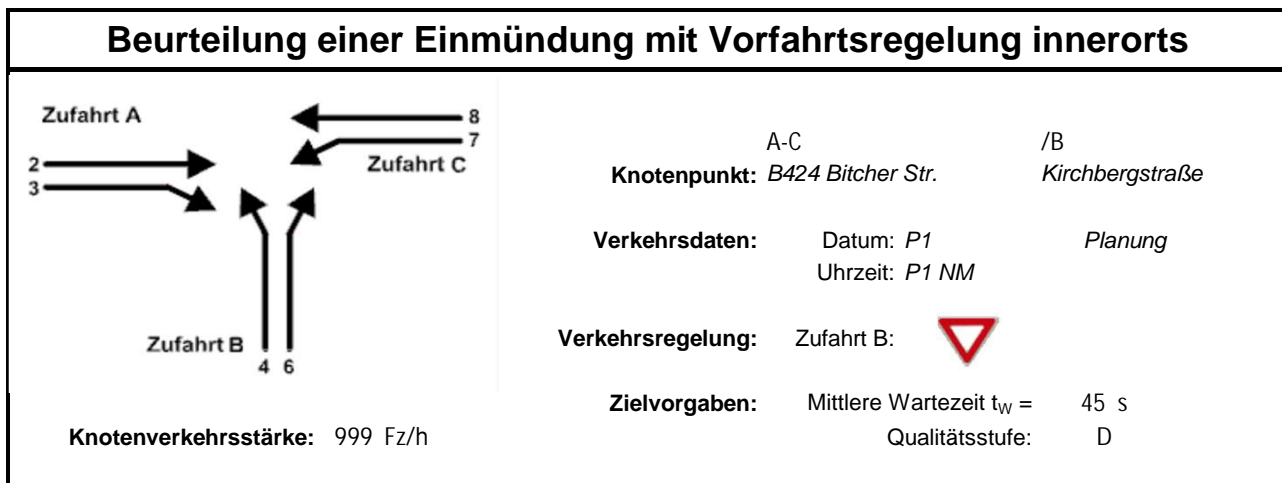 Beurteilung einer Einmündung mit Vorfahrtsregelung innerorts
Zufahrt A
8
7
2
Zufahrt C
3
Zufahrt B
4 6
Knotenverkehrsstärke: 999 Fz/h
A-C /B
Knotenpunkt: B424 Bitcher Str. Kirchbergstraße
Verkehrsdaten: Datum: P1 Planung
Uhrzeit: P1 NM
Verkehrsregelung: Zufahrt B:
Zielvorgaben: Mittlere Wartezeit tW = 45 s
Qualitätsstufe: D